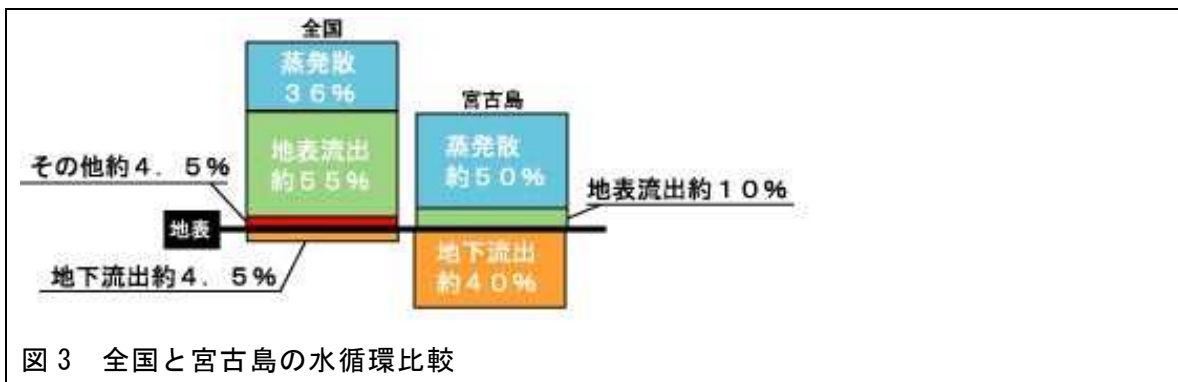 全国
蒸発散
36%
宮古島
地表流出
約55%
蒸発散
約50%
その他約4.5%
地表流出約10%
地表
地下流出
約40%
地下流出約4.5%
図3 全国と宮古島の水循環比較